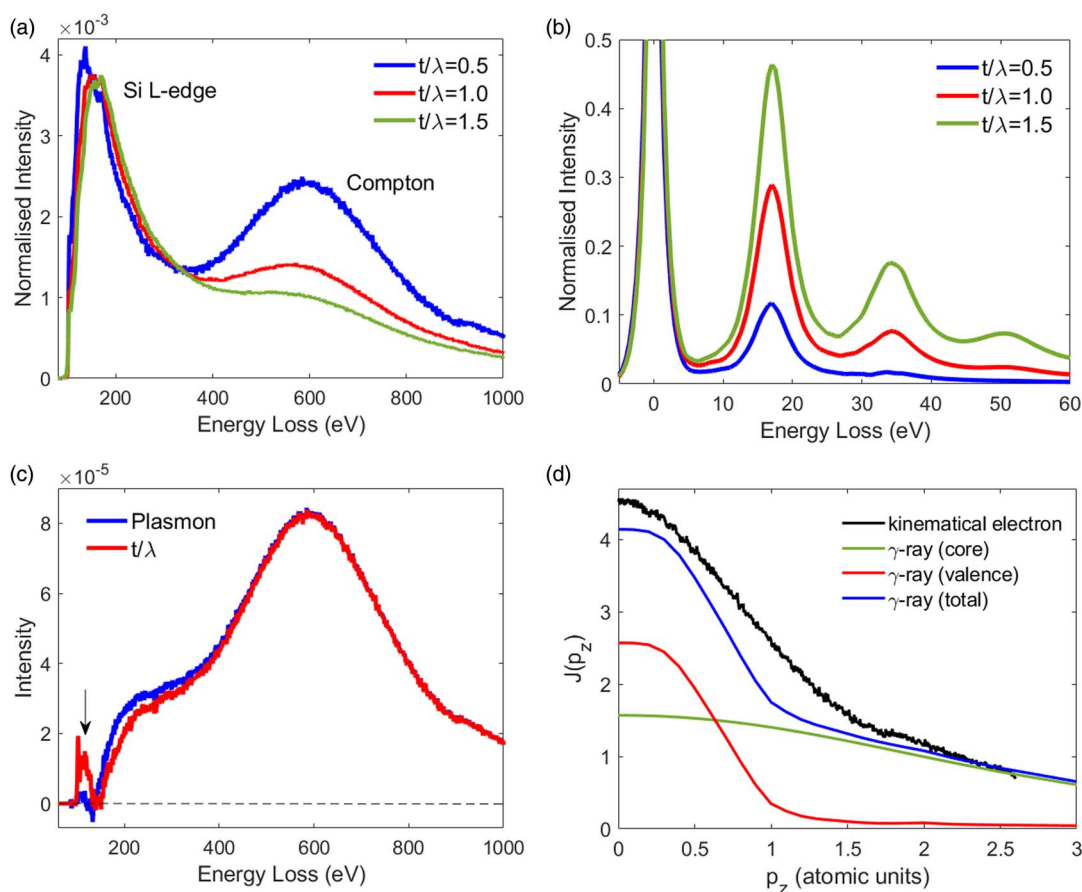 (a)
×10⁻³
4
3
2
1
0
Normalised Intensity
Si L-edge
t/λ=0.5
t/λ=1.0
t/λ=1.5
Compton
200 400 600 800 1000
Energy Loss (eV)
(b)
0.5
0.4
0.3
0.2
0.1
0
Normalised Intensity
t/λ=0.5
t/λ=1.0
t/λ=1.5
0 10 20 30 40 50 60
Energy Loss (eV)
(c)
×10⁻⁵
8
6
4
2
0
Intensity
Plasmon
t/λ
200 400 600 800 1000
Energy Loss (eV)
(d)
4
3
2
1
0
J(p_z)
kinematical electron
γ-ray (core)
γ-ray (valence)
γ-ray (total)
0 0.5 1 1.5 2 2.5 3
p_z (atomic units)